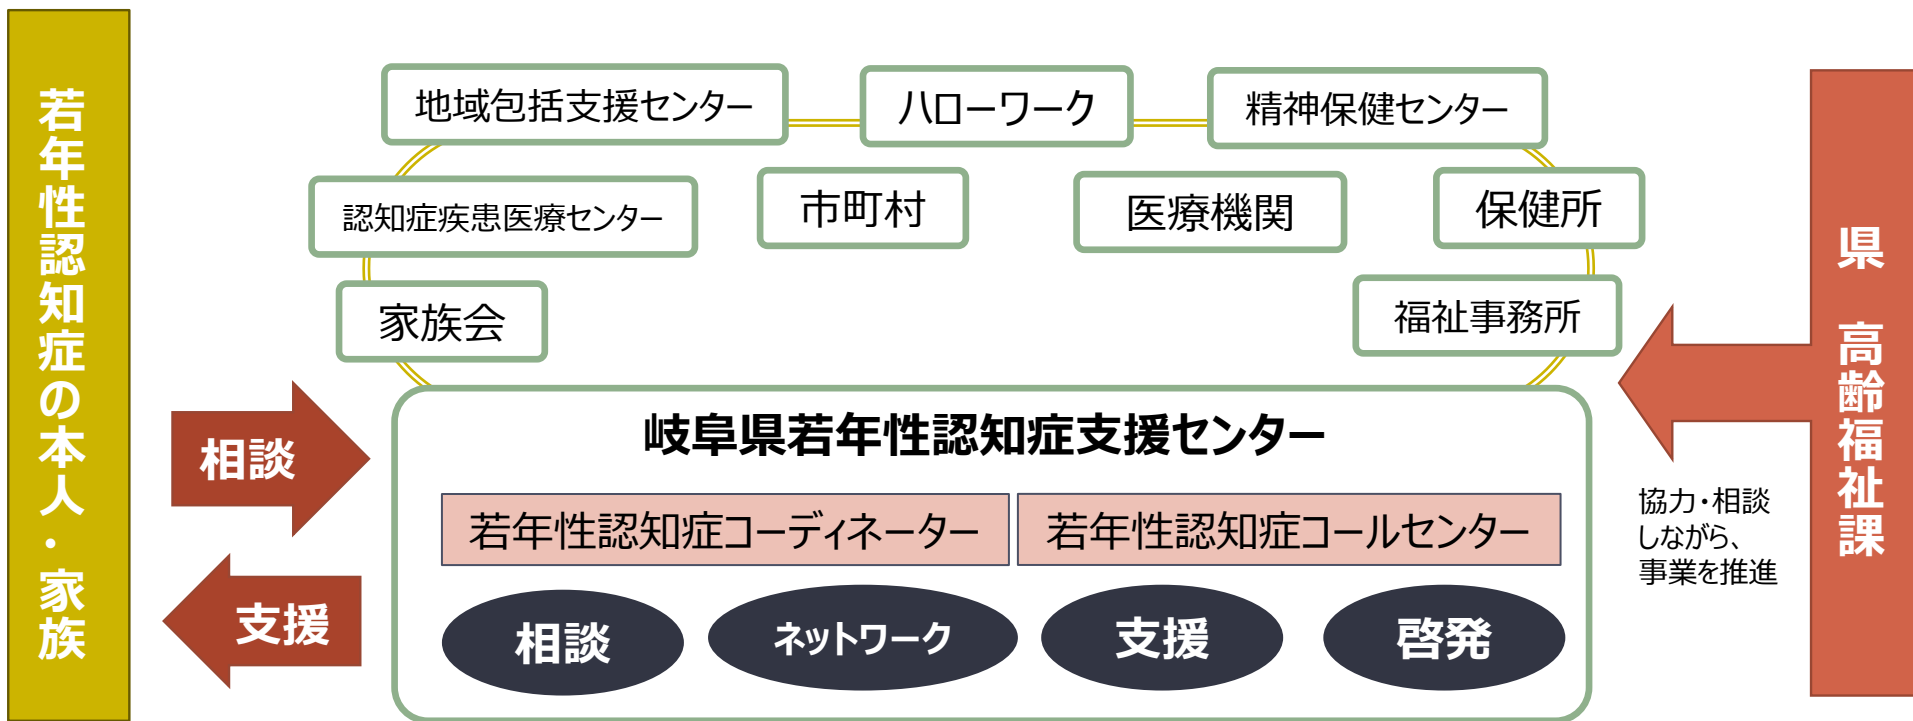 若年性認知症の本人・家族
地域包括支援センター
ハローワーク
精神保健センター
認知症疾患医療センター
市町村
医療機関
保健所
家族会
福祉事務所
県　高齢福祉課
相談
支援
岐阜県若年性認知症支援センター
若年性認知症コーディネーター
若年性認知症コールセンター
相談
ネットワーク
支援
啓発
協力・相談
しながら、
事業を推進